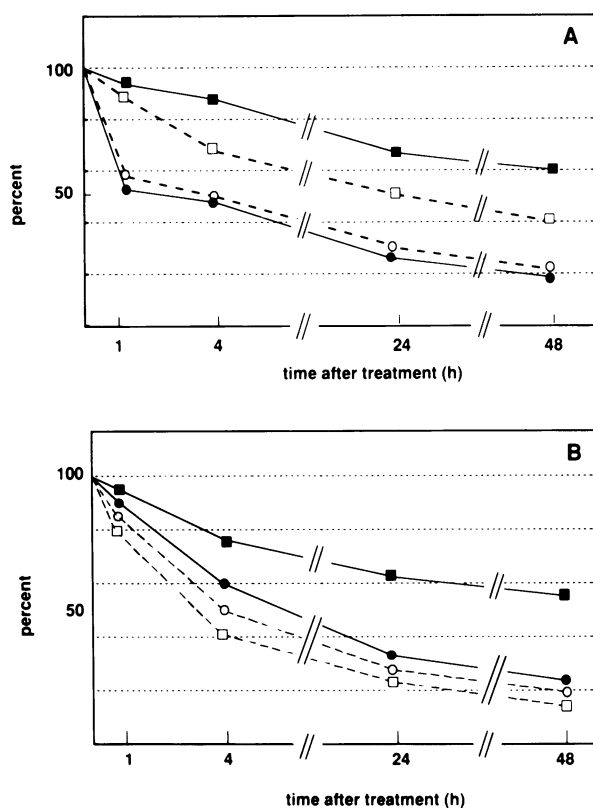 A
100
50
percent
1 4 24 48
time after treatment (h)
B
100
50
percent
1 4 24 48
time after treatment (h)